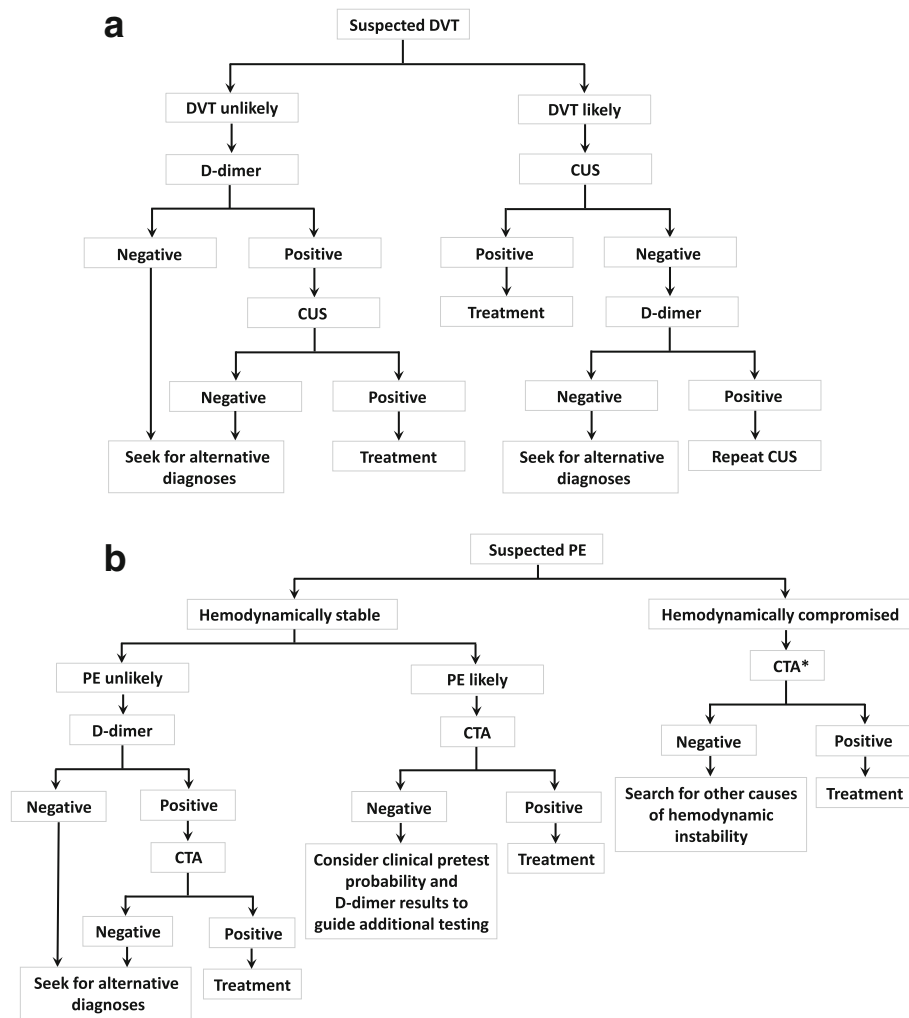 a
Suspected DVT
DVT unlikely
DVT likely
D-dimer
CUS
Negative
Positive
Positive
Negative
CUS
Treatment
D-dimer
Negative
Positive
Negative
Positive
Seek for alternative
diagnoses
Treatment
Seek for alternative
diagnoses
Repeat CUS
b
Suspected PE
Hemodynamically stable
Hemodynamically compromised
PE unlikely
PE likely
CTA*
D-dimer
CTA
Negative
Positive
Negative
Positive
Negative
Positive
Search for other causes
of hemodynamic
instability
Treatment
CTA
Consider clinical pretest
probability and
D-dimer results to
guide additional testing
Treatment
Negative
Positive
Seek for alternative
diagnoses
Treatment